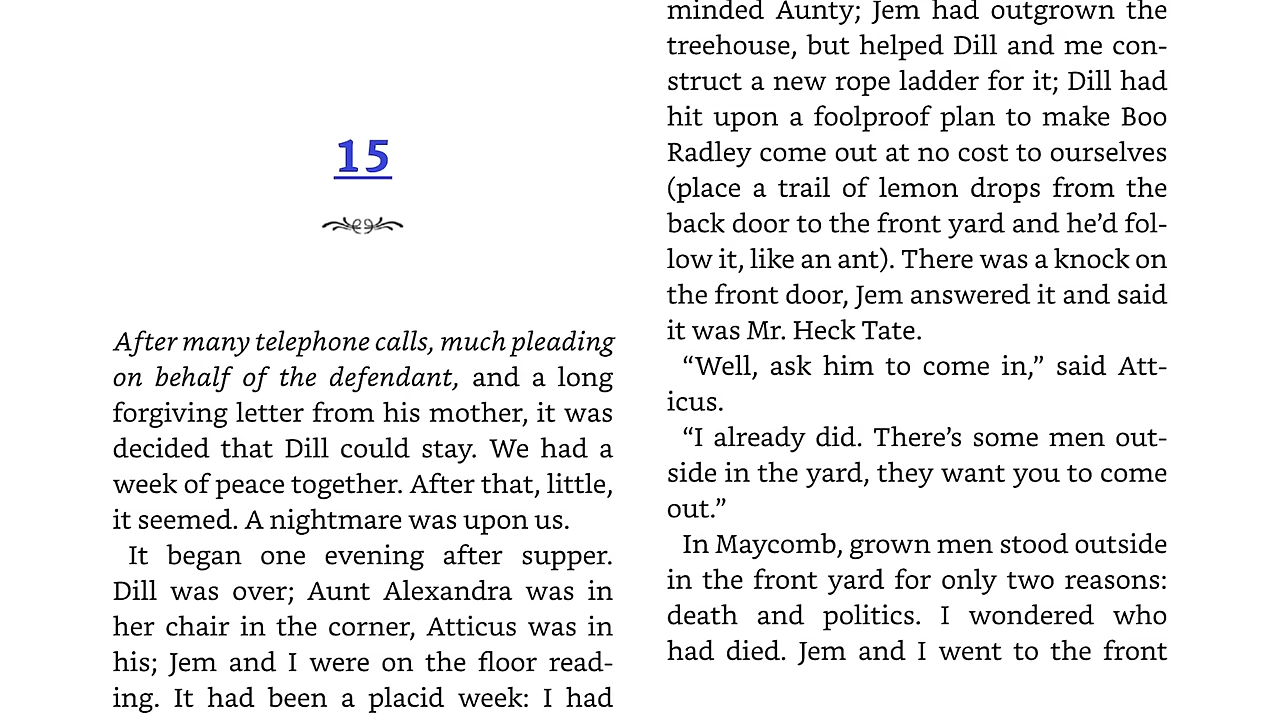 15
After many telephone calls, much pleading
on behalf of the defendant, and a long
forgiving letter from his mother, it was
decided that Dill could stay. We had a
week of peace together. After that, little,
it seemed. A nightmare was upon us.
It began one evening after supper.
Dill was over; Aunt Alexandra was in
her chair in the corner, Atticus was in
his; Jem and I were on the floor read-
ing. It had been a placid week: I had
minded Aunty; Jem had outgrown the
treehouse, but helped Dill and me con-
struct a new rope ladder for it; Dill had
hit upon a foolproof plan to make Boo
Radley come out at no cost to ourselves
(place a trail of lemon drops from the
back door to the front yard and he’d fol-
low it, like an ant). There was a knock on
the front door, Jem answered it and said
it was Mr. Heck Tate.
“Well, ask him to come in,” said Att-
icus.
“I already did. There’s some men out-
side in the yard, they want you to come
out.”
In Maycomb, grown men stood outside
in the front yard for only two reasons:
death and politics. I wondered who
had died. Jem and I went to the front